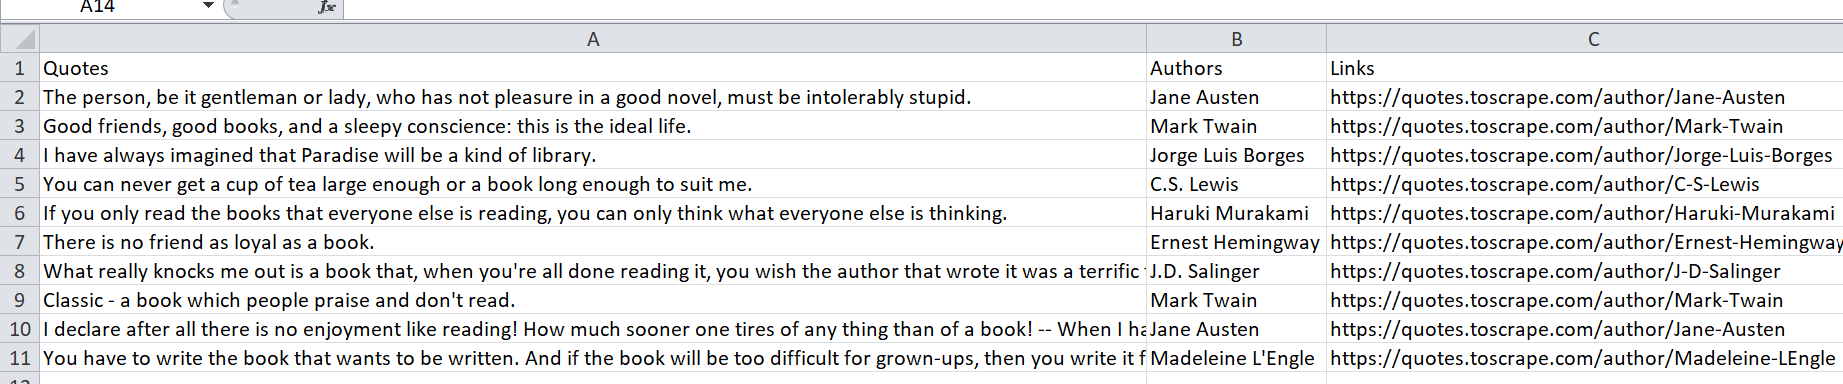 A14 fx
A B C
1 Quotes Authors Links
2 The person, be it gentleman or lady, who has not pleasure in a good novel, must be intolerably stupid. Jane Austen https://quotes.toscrape.com/author/Jane-Austen
3 Good friends, good books, and a sleepy conscience: this is the ideal life. Mark Twain https://quotes.toscrape.com/author/Mark-Twain
4 I have always imagined that Paradise will be a kind of library. Jorge Luis Borges https://quotes.toscrape.com/author/Jorge-Luis-Borges
5 You can never get a cup of tea large enough or a book long enough to suit me. C.S. Lewis https://quotes.toscrape.com/author/C-S-Lewis
6 If you only read the books that everyone else is reading, you can only think what everyone else is thinking. Haruki Murakami https://quotes.toscrape.com/author/Haruki-Murakami
7 There is no friend as loyal as a book. Ernest Hemingway https://quotes.toscrape.com/author/Ernest-Hemingway
8 What really knocks me out is a book that, when you're all done reading it, you wish the author that wrote it was a terrific J.D. Salinger https://quotes.toscrape.com/author/J-D-Salinger
9 Classic - a book which people praise and don't read. Mark Twain https://quotes.toscrape.com/author/Mark-Twain
10 I declare after all there is no enjoyment like reading! How much sooner one tires of any thing than of a book! -- When I ha Jane Austen https://quotes.toscrape.com/author/Jane-Austen
11 You have to write the book that wants to be written. And if the book will be too difficult for grown-ups, then you write it f Madeleine L'Engle https://quotes.toscrape.com/author/Madeleine-LEngle